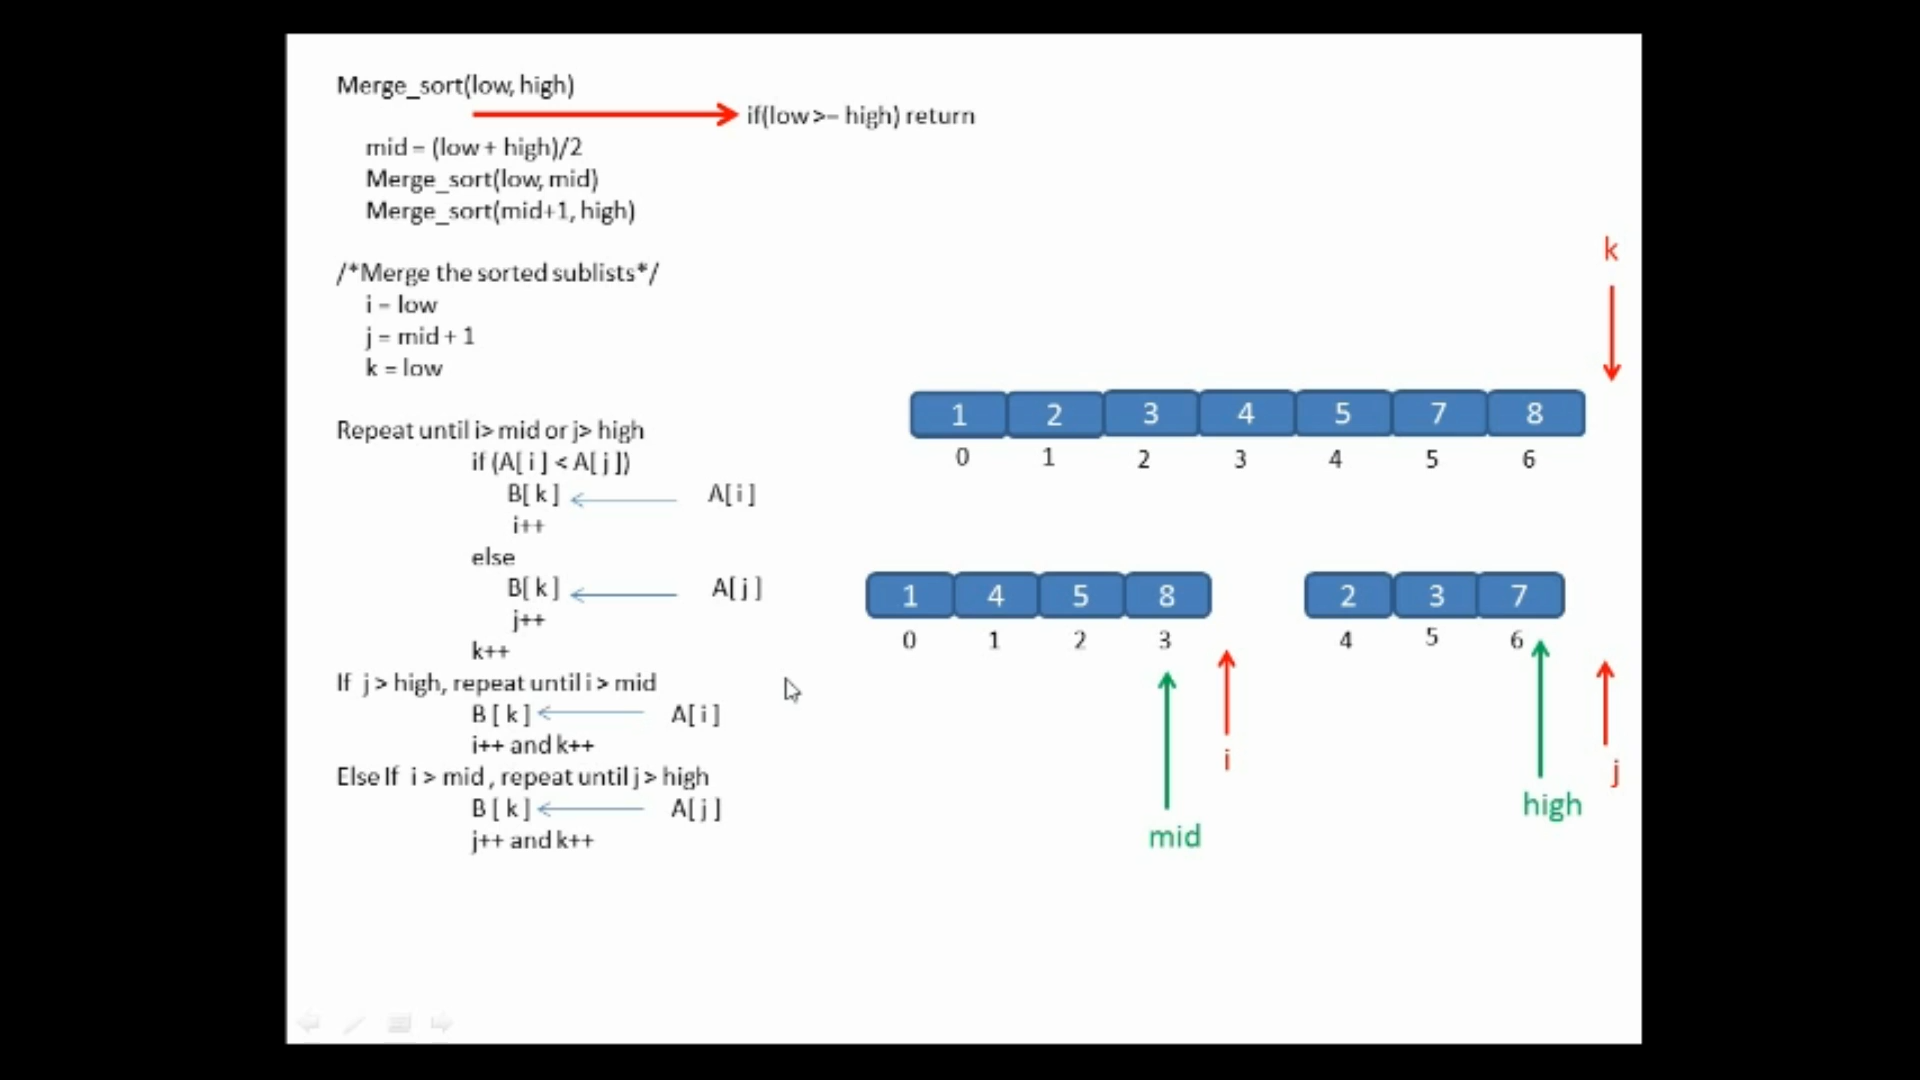 Merge_sort(low, high)
if(low >= high) return
mid = (low + high)/2
Merge_sort(low, mid)
Merge_sort(mid+1, high)
/*Merge the sorted sublists*/
i = low
j = mid + 1
k = low
Repeat until i> mid or j> high
if (A[ i ] < A[ j ])
B[ k ] A[ i ]
i++
else
B[ k ] A[ j ]
j++
k++
If j > high, repeat until i > mid
B [ k ] A[ i ]
i++ and k++
Else If i > mid , repeat until j > high
B [ k ] A[ j ]
j++ and k++
k
1 2 3 4 5 7 8
0 1 2 3 4 5 6
1 4 5 8
0 1 2 3
mid
i
2 3 7
4 5 6
high
j